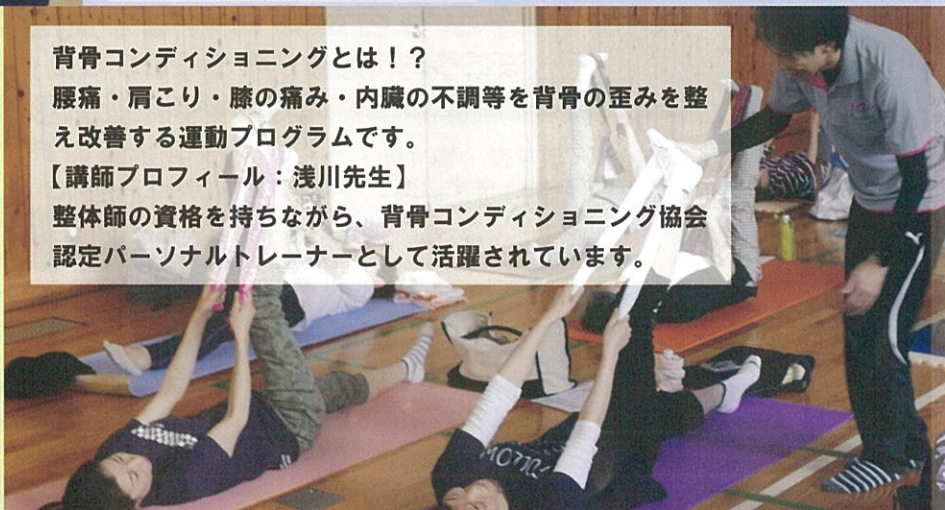 背骨コンディショニングとは！？
腰痛・肩こり・膝の痛み・内臓の不調等を背骨の歪みを整
え改善する運動プログラムです。
【講師プロフィール：浅川先生】
整体師の資格を持ちながら、背骨コンディショニング協会
認定パーソナルトレーナーとして活躍されています。